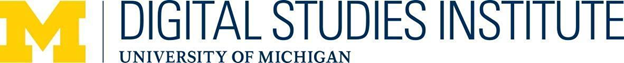 M
DIGITAL STUDIES INSTITUTE
UNIVERSITY OF MICHIGAN